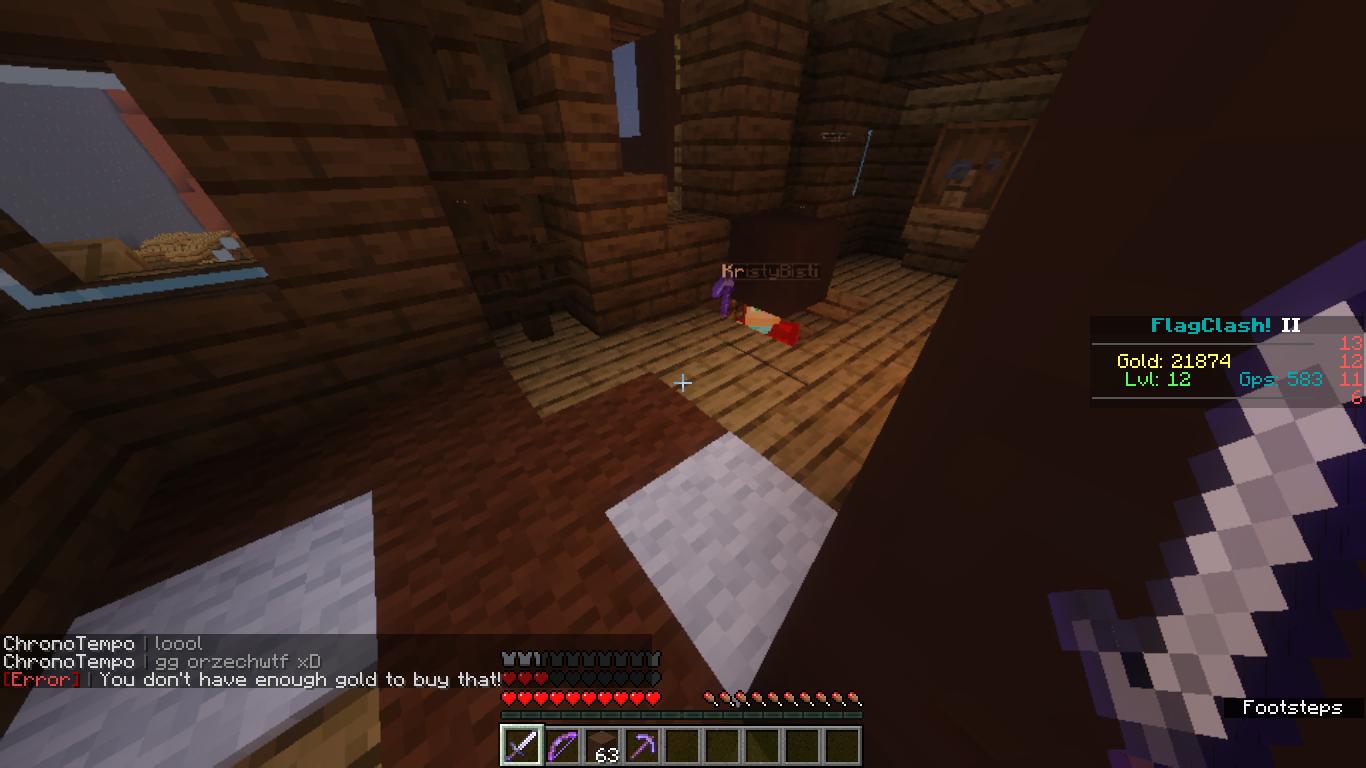 KristyBisti
FlagClash! II
13
Gold: 21874 12
Lvl: 12 Gps: 583 11
6
ChronoTempo | loool
ChronoTempo | gg orzechwtf xD
[Error] | You don't have enough gold to buy that!
Footsteps
63